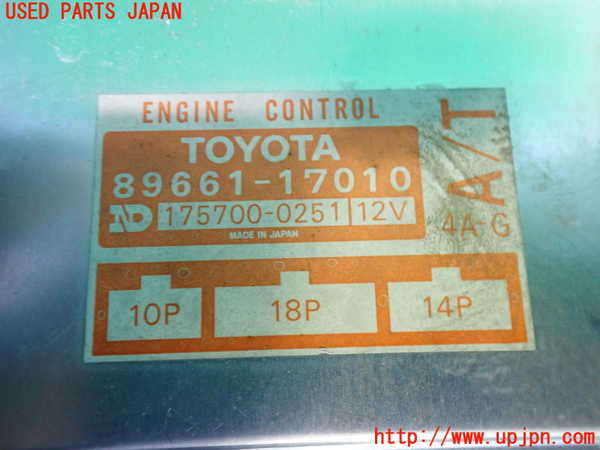 USED PARTS JAPAN
ENGINE CONTROL
TOYOTA
89661-17010
ND 175700-0251 12V
MADE IN JAPAN
A/T
4A-G
10P 18P 14P
http://www.upjpn.com/